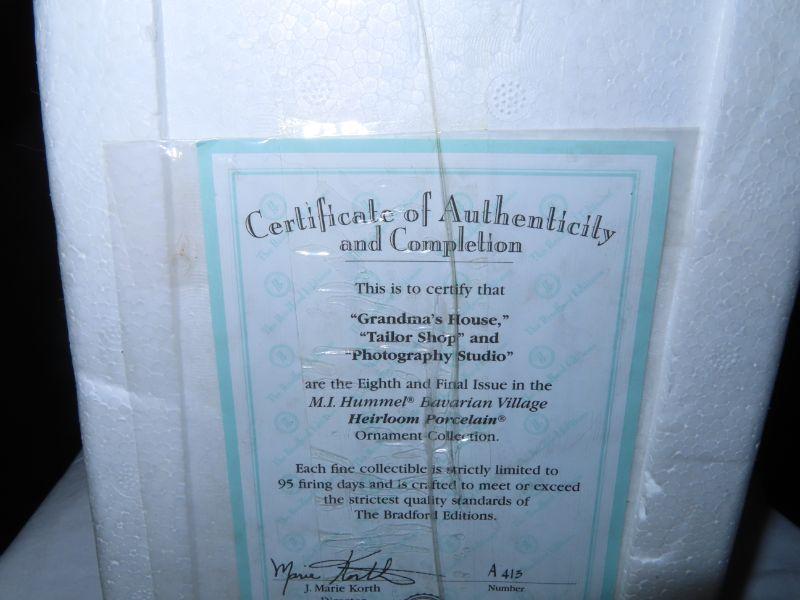 Certificate of Authenticity
and Completion
This is to certify that
"Grandma's House,"
"Tailor Shop" and
"Photography Studio"
are the Eighth and Final Issue in the
M.I. Hummel® Bavarian Village
Heirloom Porcelain®
Ornament Collection.
Each fine collectible is strictly limited to
95 firing days and is crafted to meet or exceed
the strictest quality standards of
The Bradford Editions.
Marie Korth A 413
J. Marie Korth Number
Director